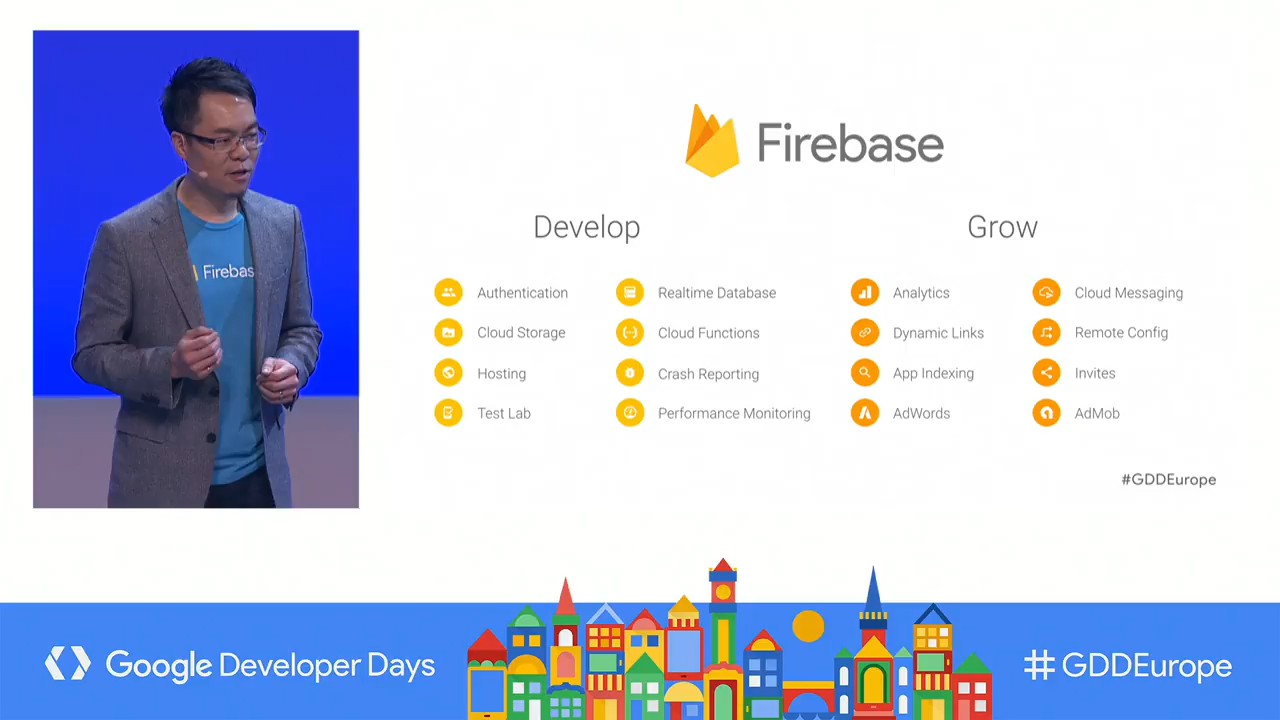 Firebase
Develop
Grow
Authentication
Realtime Database
Analytics
Cloud Messaging
Cloud Storage
Cloud Functions
Dynamic Links
Remote Config
Hosting
Crash Reporting
App Indexing
Invites
Test Lab
Performance Monitoring
AdWords
AdMob
Firebas
#GDDEurope
Google Developer Days
#GDDEurope